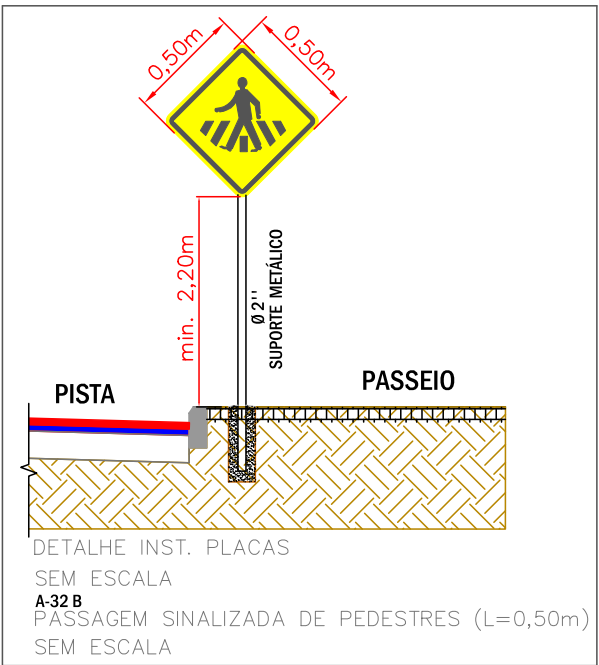 0,50m
0,50m
min. 2,20m
Ø 2''
SUPORTE METÁLICO
PISTA
PASSEIO
DETALHE INST. PLACAS
SEM ESCALA
A-32 B
PASSAGEM SINALIZADA DE PEDESTRES (L=0,50m)
SEM ESCALA